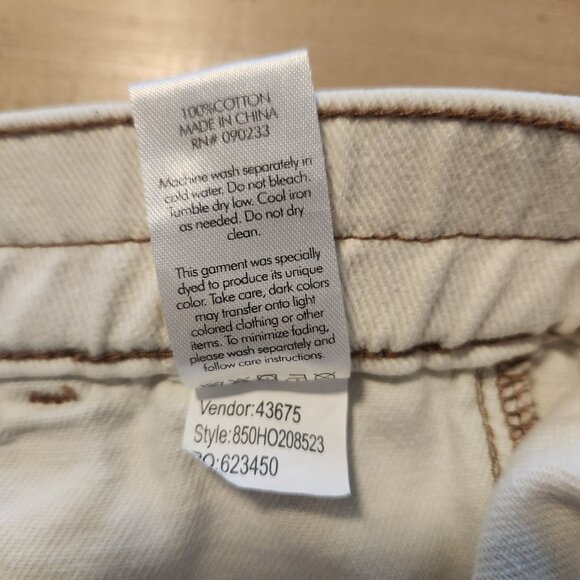 100%COTTON
MADE IN CHINA
RN# 090233
Machine wash separately in
cold water. Do not bleach.
Tumble dry low. Cool iron
as needed. Do not dry
clean.
This garment was specially
dyed to produce its unique
color. Take care, dark colors
may transfer onto light
colored clothing or other
items. To minimize fading,
please wash separately and
follow care instructions.
Vendor:43675
Style:850HO208523
PO:623450